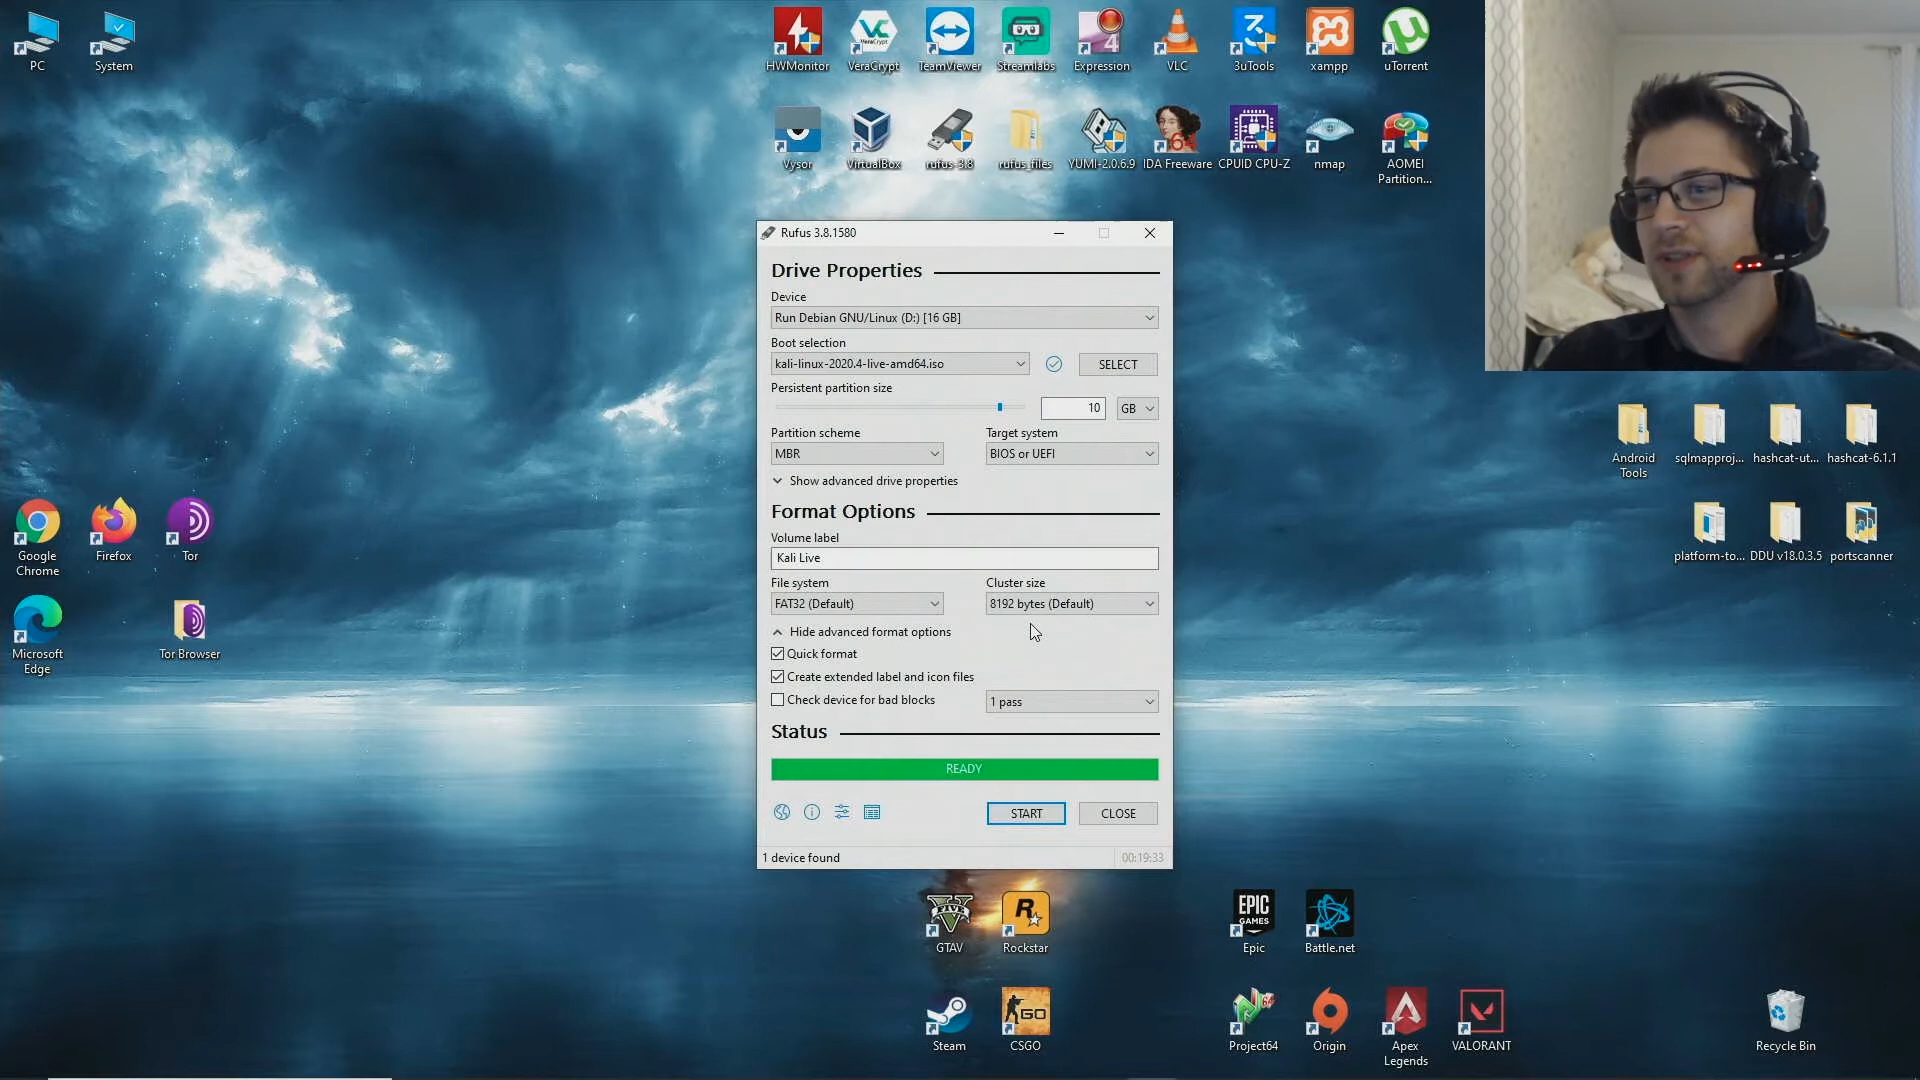 PC
System
HWMonitor
VeraCrypt
TeamViewer
Streamlabs
Expression
VLC
3uTools
xampp
uTorrent
Vysor
VirtualBox
rufus-3.8
rufus_files
YUMI-2.0.6.9
IDA Freeware
CPUID CPU-Z
nmap
AOMEI
Partition...
Rufus 3.8.1580
Drive Properties
Device
Run Debian GNU/Linux (D:) [16 GB]
Boot selection
kali-linux-2020.4-live-amd64.iso
SELECT
Persistent partition size
10
GB
Partition scheme
Target system
MBR
BIOS or UEFI
Show advanced drive properties
Format Options
Volume label
Kali Live
File system
Cluster size
FAT32 (Default)
8192 bytes (Default)
Hide advanced format options
Quick format
Create extended label and icon files
Check device for bad blocks
1 pass
Status
READY
START
CLOSE
1 device found
00:19:33
Android
Tools
sqlmapproj...
hashcat-ut...
hashcat-6.1.1
platform-to...
DDU v18.0.3.5
portscanner
Google
Chrome
Firefox
Tor
Microsoft
Edge
Tor Browser
FIVE
GTAV
R
Rockstar
EPIC
GAMES
Epic
Battle.net
Steam
GO
CSGO
64
Project64
Origin
Apex
Legends
VALORANT
Recycle Bin